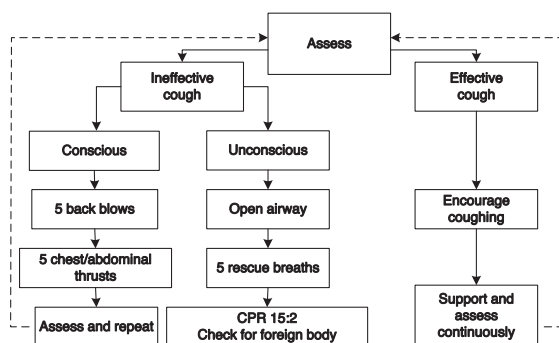 Assess
Ineffective
cough
Effective
cough
Conscious
Unconscious
5 back blows
Open airway
Encourage
coughing
5 chest/abdominal
thrusts
5 rescue breaths
Assess and repeat
CPR 15:2
Check for foreign body
Support and
assess
continuously